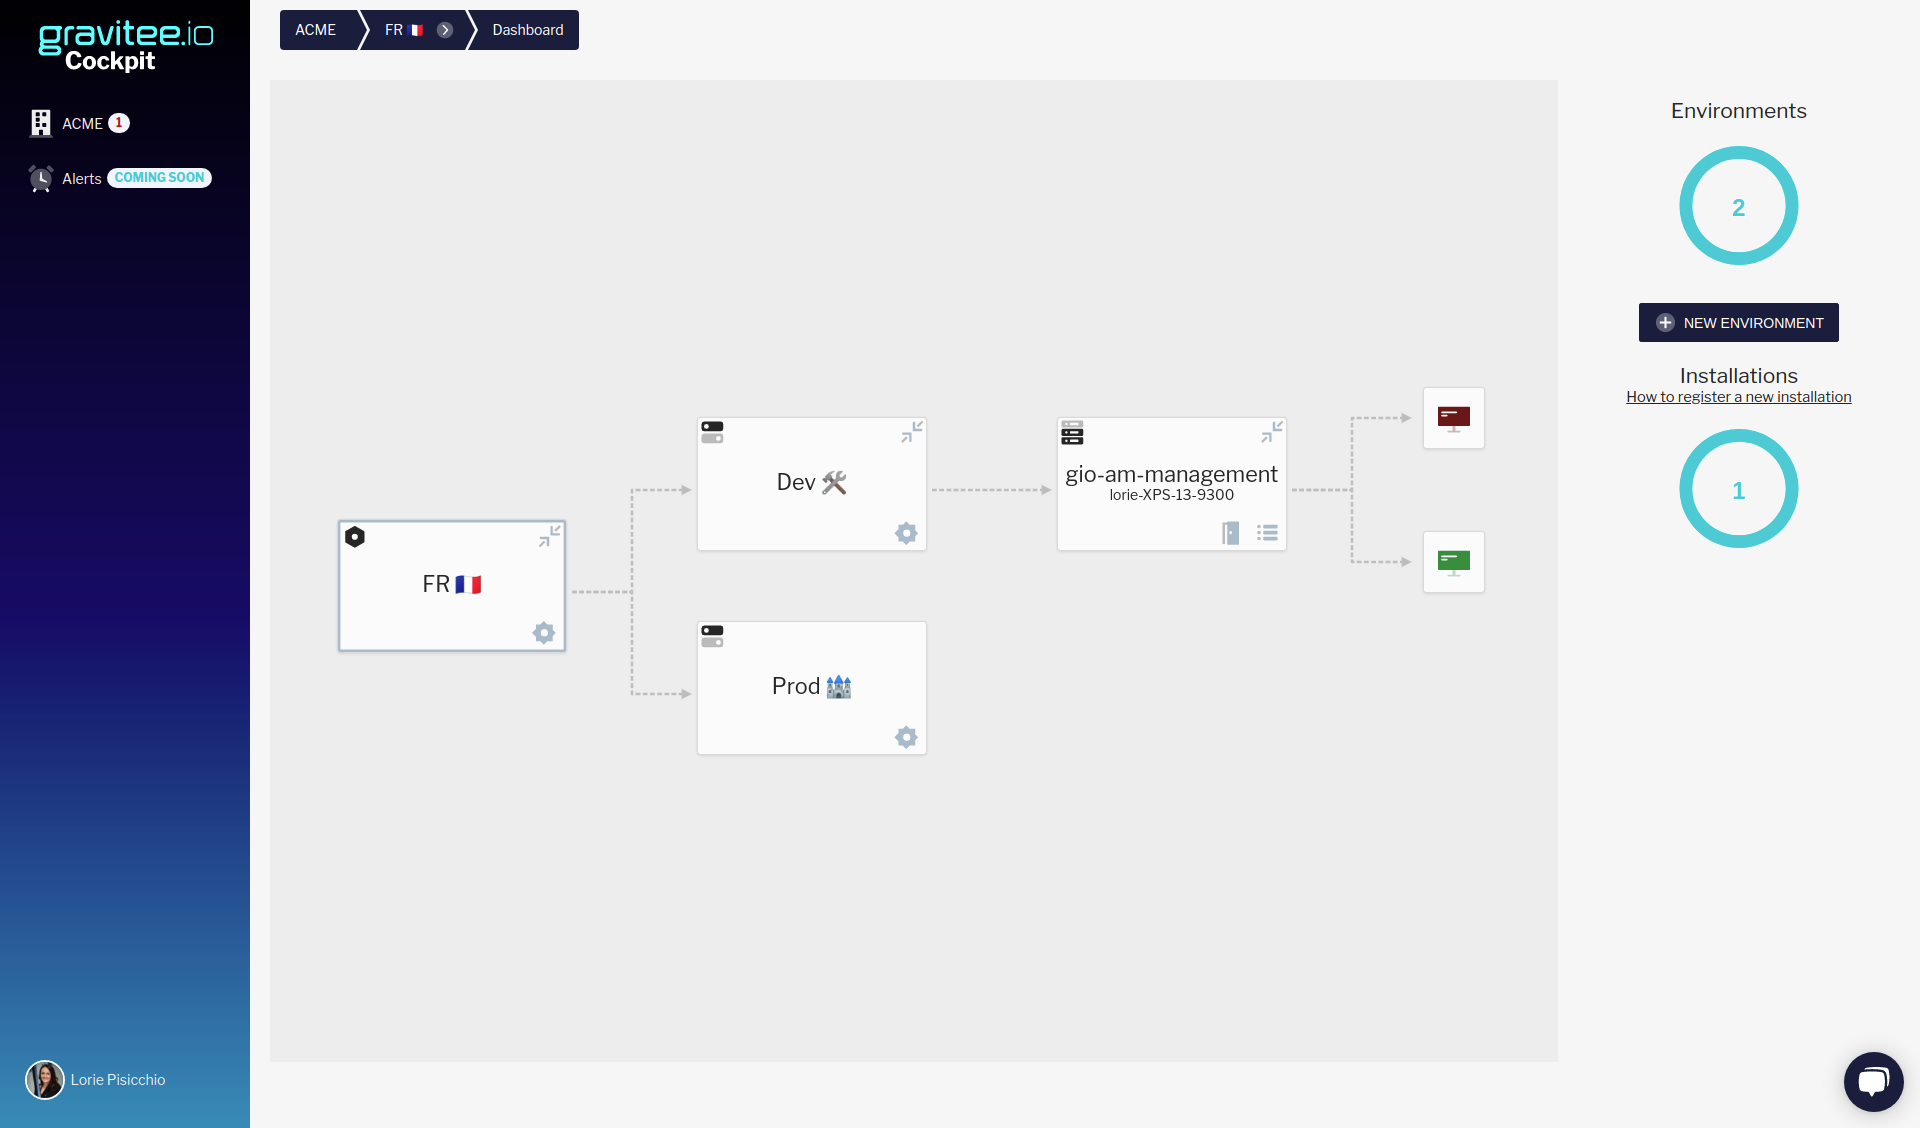 gravitee.io
Cockpit
ACME 1
Alerts COMING SOON
Lorie Pisicchio
ACME
FR 🇫🇷
Dashboard
FR 🇫🇷
Dev 🛠
Prod 🏰
gio-am-management
lorie-XPS-13-9300
Environments
2
NEW ENVIRONMENT
Installations
How to register a new installation
1